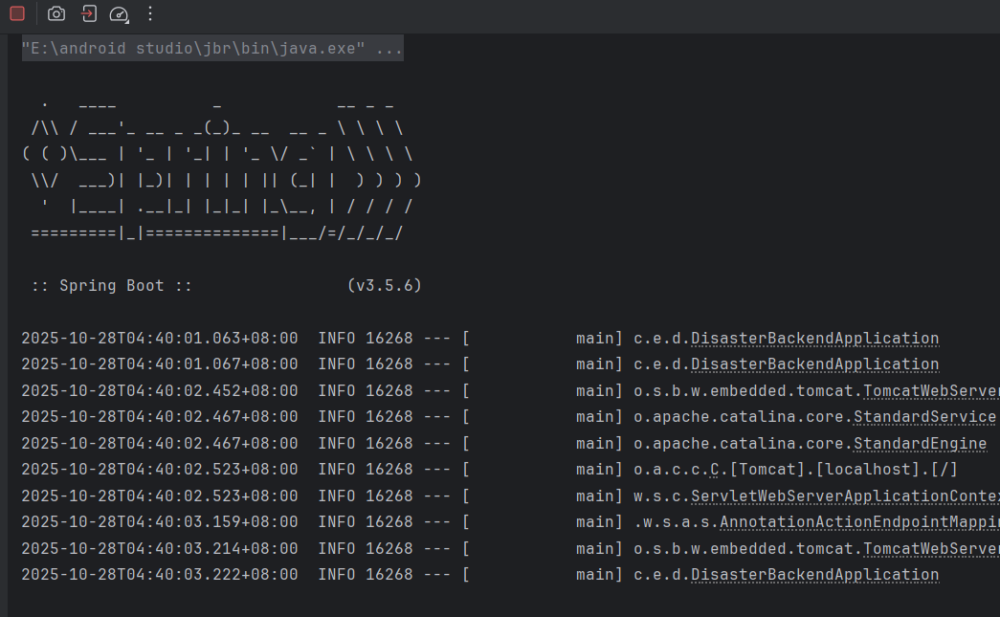 "E:\android studio\jbr\bin\java.exe" ...
  .   ____          _            __ _ _
 /\\ / ___'_ __ _ _(_)_ __  __ _ \ \ \ \
( ( )\___ | '_ | '_| | '_ \/ _` | \ \ \ \
 \\/  ___)| |_)| | | | | || (_| |  ) ) ) )
  '  |____| .__|_| |_|_| |_\__, | / / / /
 =========|_|==============|___/=/_/_/_/
 :: Spring Boot ::                (v3.5.6)
2025-10-28T04:40:01.063+08:00  INFO 16268 --- [           main] c.e.d.DisasterBackendApplication
2025-10-28T04:40:01.067+08:00  INFO 16268 --- [           main] c.e.d.DisasterBackendApplication
2025-10-28T04:40:02.452+08:00  INFO 16268 --- [           main] o.s.b.w.embedded.tomcat.TomcatWebServer
2025-10-28T04:40:02.467+08:00  INFO 16268 --- [           main] o.apache.catalina.core.StandardService
2025-10-28T04:40:02.467+08:00  INFO 16268 --- [           main] o.apache.catalina.core.StandardEngine
2025-10-28T04:40:02.523+08:00  INFO 16268 --- [           main] o.a.c.c.C.[Tomcat].[localhost].[/]
2025-10-28T04:40:02.523+08:00  INFO 16268 --- [           main] w.s.c.ServletWebServerApplicationContex
2025-10-28T04:40:03.159+08:00  INFO 16268 --- [           main] .w.s.a.s.AnnotationActionEndpointMappin
2025-10-28T04:40:03.214+08:00  INFO 16268 --- [           main] o.s.b.w.embedded.tomcat.TomcatWebServer
2025-10-28T04:40:03.222+08:00  INFO 16268 --- [           main] c.e.d.DisasterBackendApplication